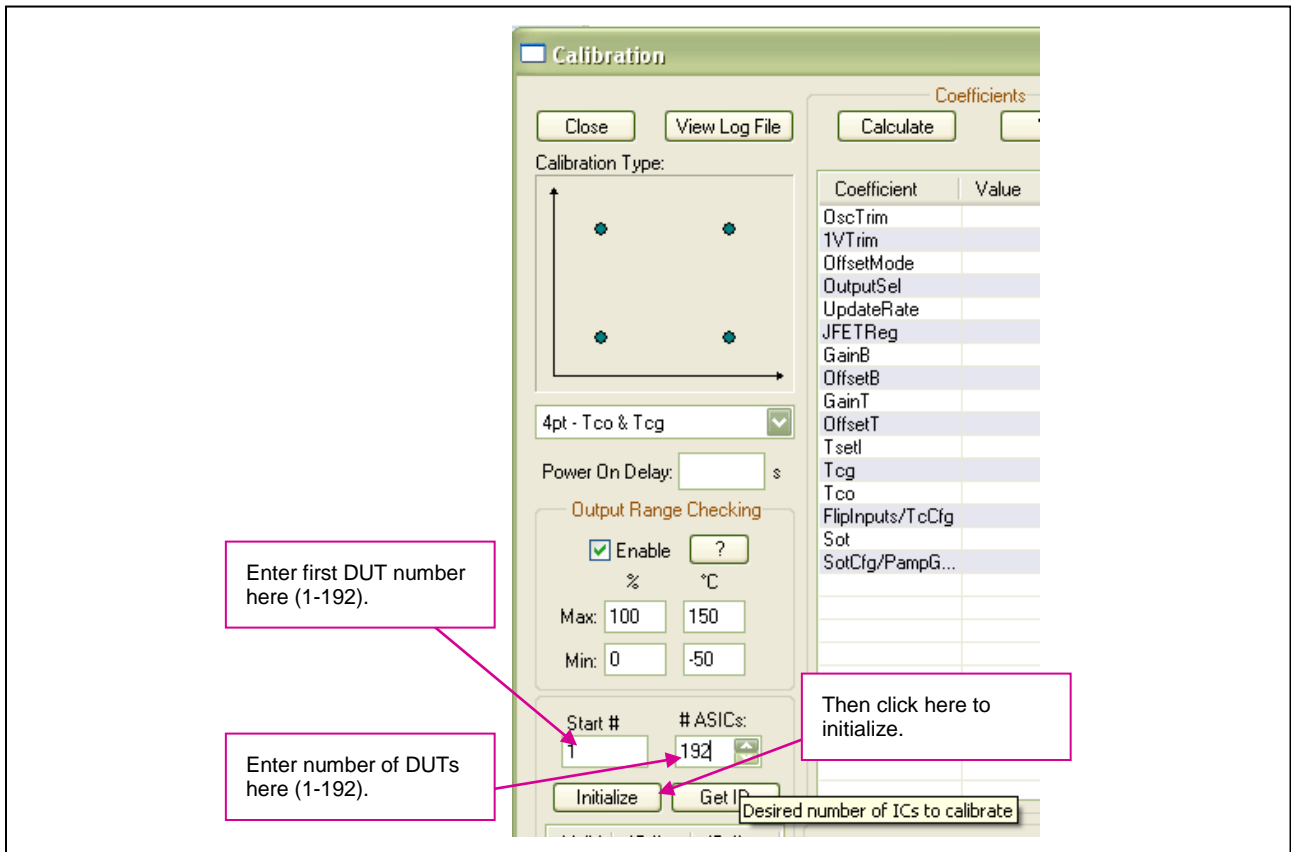 Calibration
Close
View Log File
Calibration Type:
4pt - Tco & Tcg
Power On Delay:
s
Output Range Checking
Enable
?
%
°C
Max:
100
150
Min:
0
-50
Start #
# ASICs:
1
192
Initialize
Desired number of ICs to calibrate
Coefficients
Calculate
Coefficient
Value
OscTrim
1VTrim
OffsetMode
OutputSel
UpdateRate
JFETReg
GainB
OffsetB
GainT
OffsetT
Tsetl
Tcg
Tco
FlipInputs/TcCfg
Sot
SotCfg/PampG...
Enter first DUT number
here (1-192).
Enter number of DUTs
here (1-192).
Then click here to
initialize.
Get